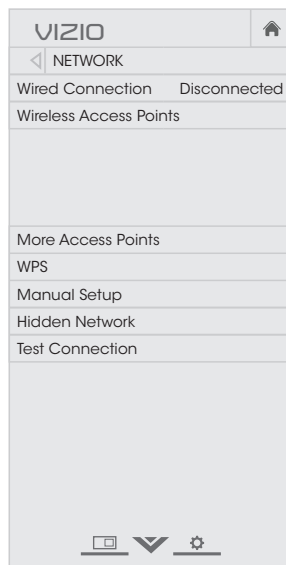 VIZIO
NETWORK
Wired Connection Disconnected
Wireless Access Points
More Access Points
WPS
Manual Setup
Hidden Network
Test Connection